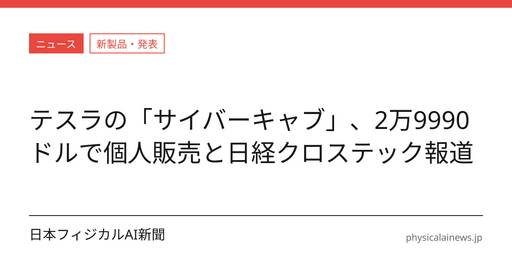 ニュース 新製品・発表
テスラの「サイバーキャブ」、2万9990
ドルで個人販売と日経クロステック報道
日本フィジカルAI新聞 physicalainews.jp